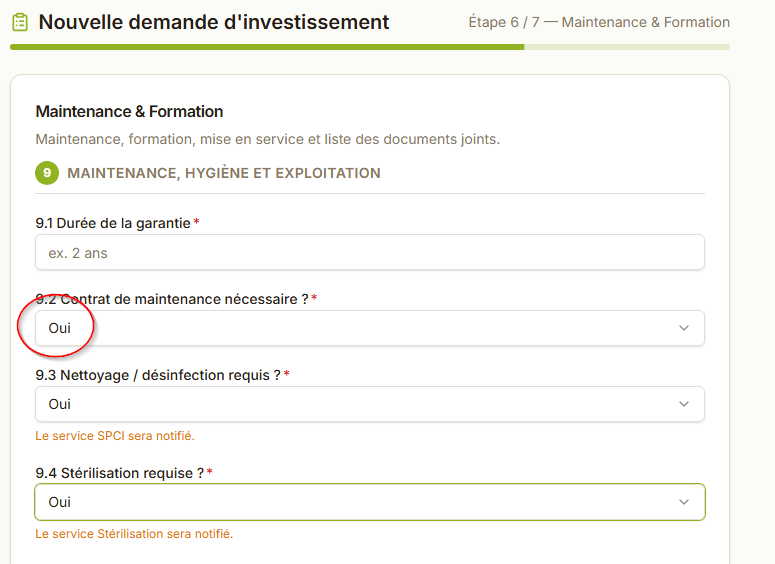 Nouvelle demande d'investissement
Étape 6 / 7 — Maintenance & Formation
Maintenance & Formation
Maintenance, formation, mise en service et liste des documents joints.
9 MAINTENANCE, HYGIÈNE ET EXPLOITATION
9.1 Durée de la garantie *
ex. 2 ans
9.2 Contrat de maintenance nécessaire ? *
Oui
9.3 Nettoyage / désinfection requis ? *
Oui
Le service SPCI sera notifié.
9.4 Stérilisation requise ? *
Oui
Le service Stérilisation sera notifié.